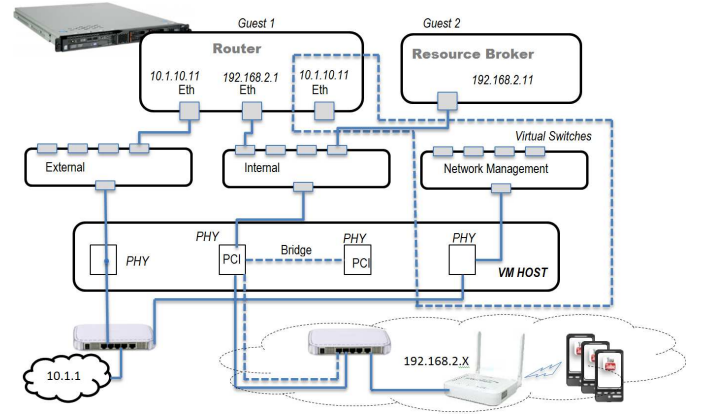 Guest 1
Guest 2
Router
Resource Broker
10.1.10.11
Eth
192.168.2.1
Eth
10.1.10.11
Eth
192.168.2.11
Virtual Switches
External
Internal
Network Management
PHY
PHY
PCI
Bridge
PHY
PCI
PHY
VM HOST
10.1.1
192.168.2.X